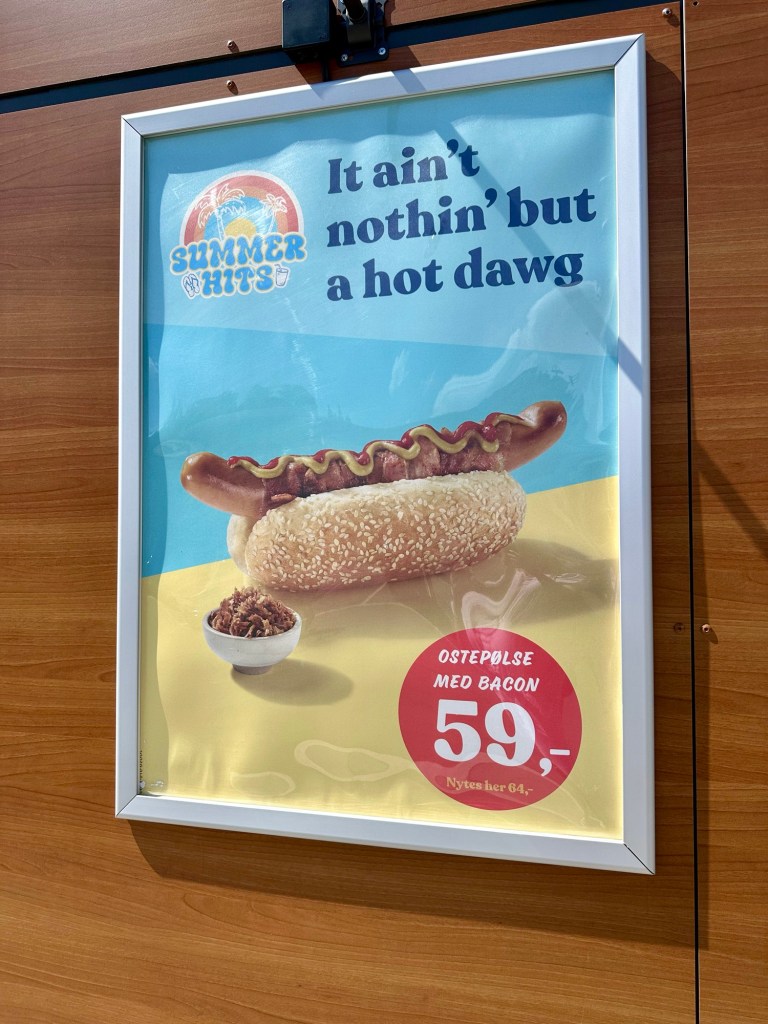 It ain't
nothin' but
a hot dawg
SUMMER
HITS
OSTEPØLSE
MED BACON
59,-
Nytes her 64,-